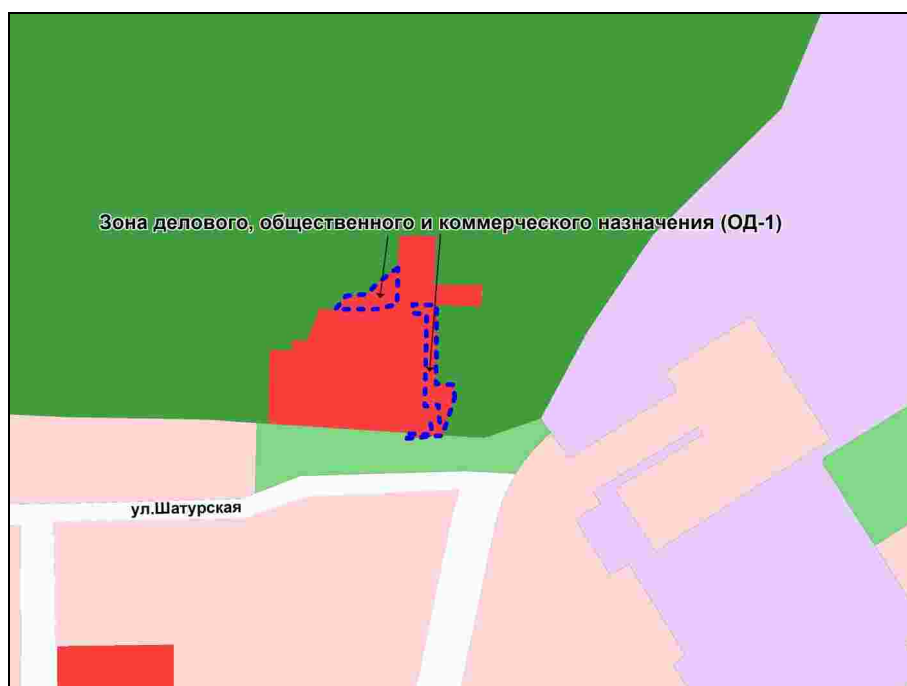 Зона делового, общественного и коммерческого назначения (ОД-1)
ул.Шатурская